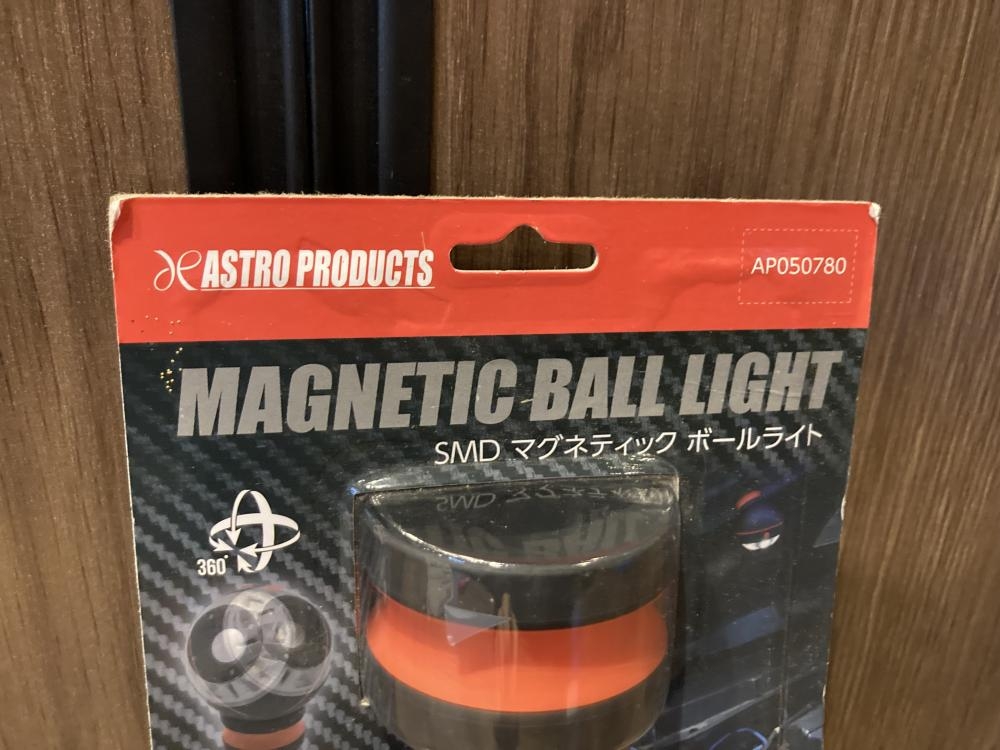 ASTRO PRODUCTS
AP050780
MAGNETIC BALL LIGHT
SMD マグネティック ボールライト
360°